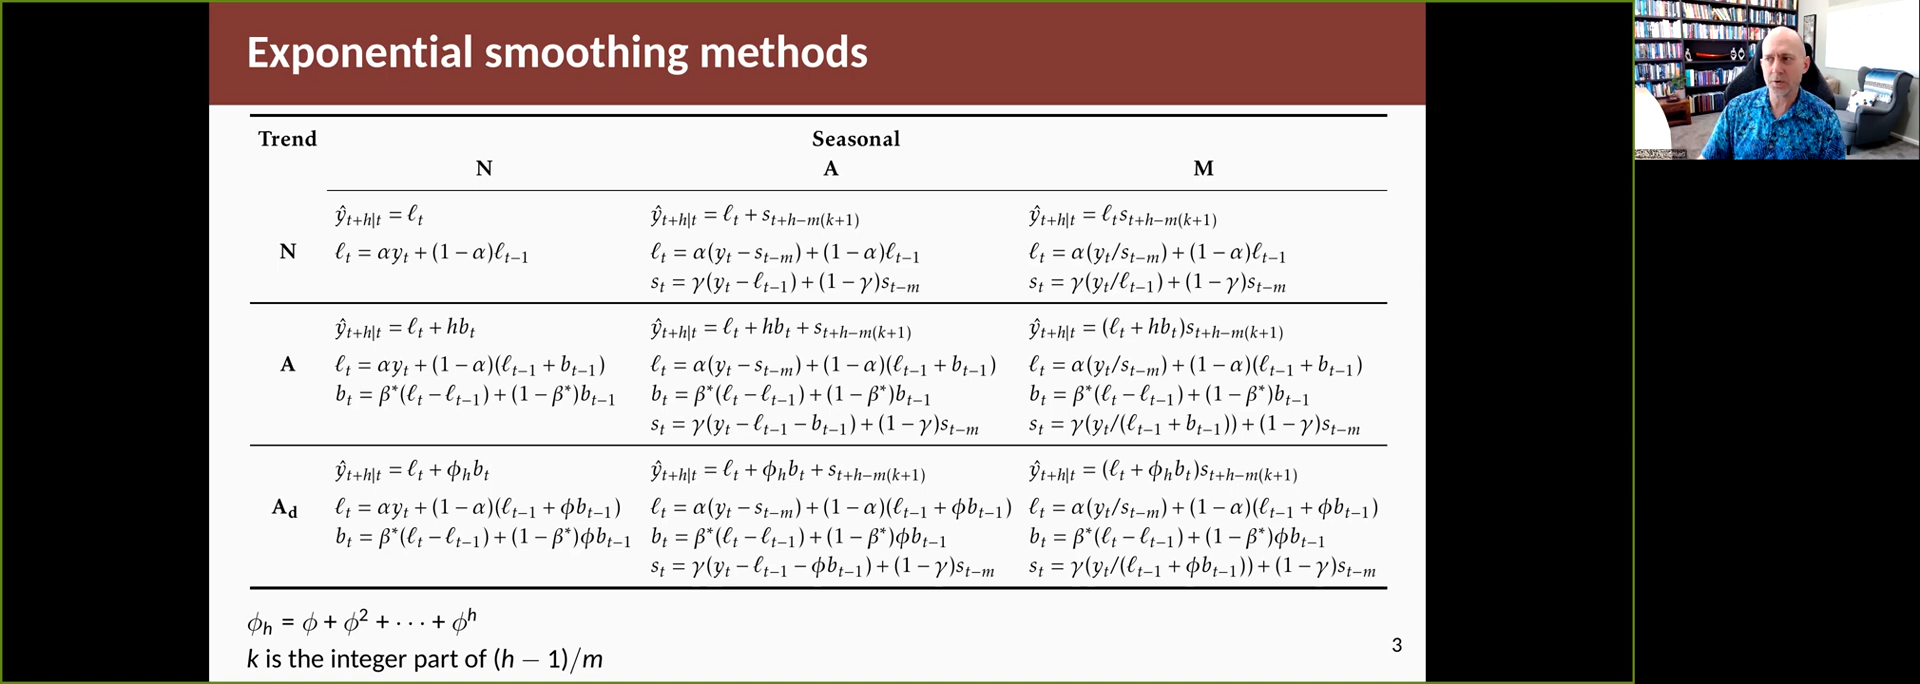 Exponential smoothing methods
Trend Seasonal
N A M
ŷ_{t+h|t} = ℓ_t ŷ_{t+h|t} = ℓ_t + s_{t+h−m(k+1)} ŷ_{t+h|t} = ℓ_t s_{t+h−m(k+1)}
N ℓ_t = αy_t + (1 − α)ℓ_{t−1} ℓ_t = α(y_t − s_{t−m}) + (1 − α)ℓ_{t−1} ℓ_t = α(y_t/s_{t−m}) + (1 − α)ℓ_{t−1}
s_t = γ(y_t − ℓ_{t−1}) + (1 − γ)s_{t−m} s_t = γ(y_t/ℓ_{t−1}) + (1 − γ)s_{t−m}
ŷ_{t+h|t} = ℓ_t + hb_t ŷ_{t+h|t} = ℓ_t + hb_t + s_{t+h−m(k+1)} ŷ_{t+h|t} = (ℓ_t + hb_t)s_{t+h−m(k+1)}
A ℓ_t = αy_t + (1 − α)(ℓ_{t−1} + b_{t−1}) ℓ_t = α(y_t − s_{t−m}) + (1 − α)(ℓ_{t−1} + b_{t−1}) ℓ_t = α(y_t/s_{t−m}) + (1 − α)(ℓ_{t−1} + b_{t−1})
b_t = β*(ℓ_t − ℓ_{t−1}) + (1 − β*)b_{t−1} b_t = β*(ℓ_t − ℓ_{t−1}) + (1 − β*)b_{t−1} b_t = β*(ℓ_t − ℓ_{t−1}) + (1 − β*)b_{t−1}
s_t = γ(y_t − ℓ_{t−1} − b_{t−1}) + (1 − γ)s_{t−m} s_t = γ(y_t/(ℓ_{t−1} + b_{t−1})) + (1 − γ)s_{t−m}
ŷ_{t+h|t} = ℓ_t + ϕ_h b_t ŷ_{t+h|t} = ℓ_t + ϕ_h b_t + s_{t+h−m(k+1)} ŷ_{t+h|t} = (ℓ_t + ϕ_h b_t)s_{t+h−m(k+1)}
A_d ℓ_t = αy_t + (1 − α)(ℓ_{t−1} + ϕb_{t−1}) ℓ_t = α(y_t − s_{t−m}) + (1 − α)(ℓ_{t−1} + ϕb_{t−1}) ℓ_t = α(y_t/s_{t−m}) + (1 − α)(ℓ_{t−1} + ϕb_{t−1})
b_t = β*(ℓ_t − ℓ_{t−1}) + (1 − β*)ϕb_{t−1} b_t = β*(ℓ_t − ℓ_{t−1}) + (1 − β*)ϕb_{t−1} b_t = β*(ℓ_t − ℓ_{t−1}) + (1 − β*)ϕb_{t−1}
s_t = γ(y_t − ℓ_{t−1} − ϕb_{t−1}) + (1 − γ)s_{t−m} s_t = γ(y_t/(ℓ_{t−1} + ϕb_{t−1})) + (1 − γ)s_{t−m}
ϕ_h = ϕ + ϕ² + · · · + ϕ^h
k is the integer part of (h − 1)/m
3